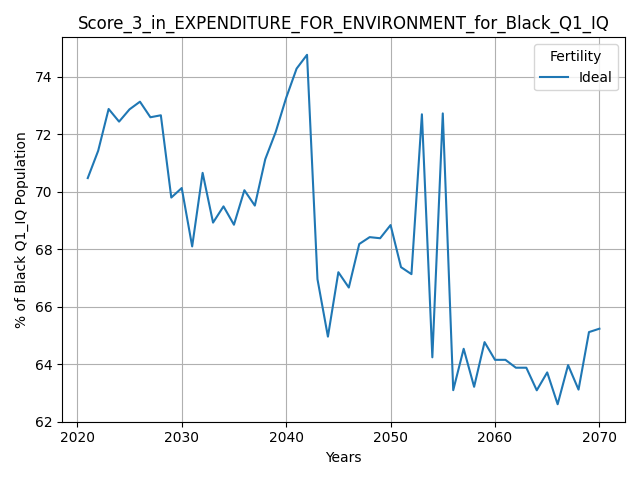 Score_3_in_EXPENDITURE_FOR_ENVIRONMENT_for_Black_Q1_IQ
Fertility
Ideal
% of Black Q1_IQ Population
74
72
70
68
66
64
62
2020 2030 2040 2050 2060 2070
Years